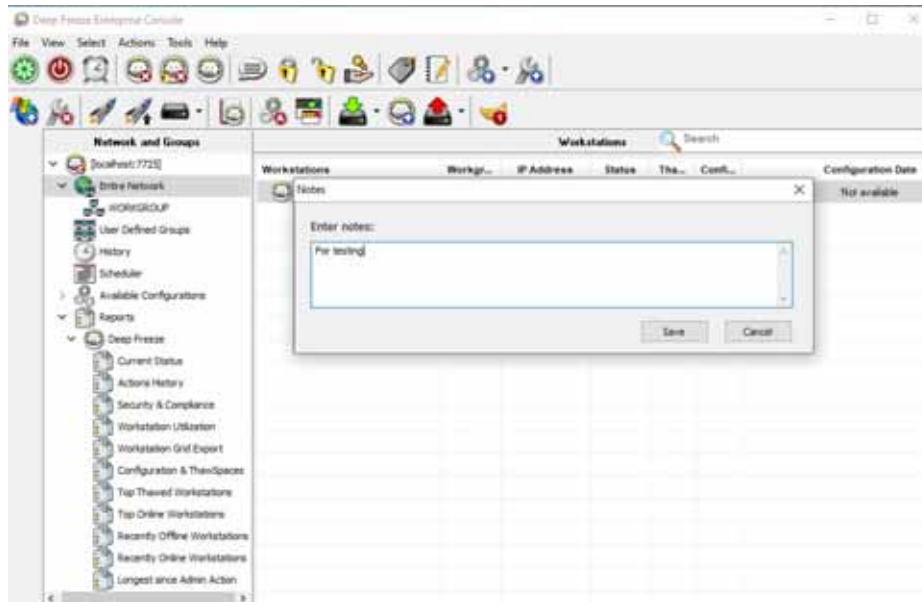 Deep Freeze Enterprise Console
File View Select Actions Tools Help
Network and Groups
Workstations
Search
[localhost:7725]
Entire Network
WORKGROUP
User Defined Groups
History
Scheduler
Available Configurations
Reports
Deep Freeze
Current Status
Actions History
Security & Compliance
Workstation Utilization
Workstation Grid Export
Configuration & ThawSpaces
Top Thawed Workstations
Top Online Workstations
Recently Offline Workstations
Recently Online Workstations
Longest since Admin Action
Workstations Workgr... IP Address Status Tha... Confi... Configuration Date
Not available
Notes
Enter notes:
For testing
Save Cancel